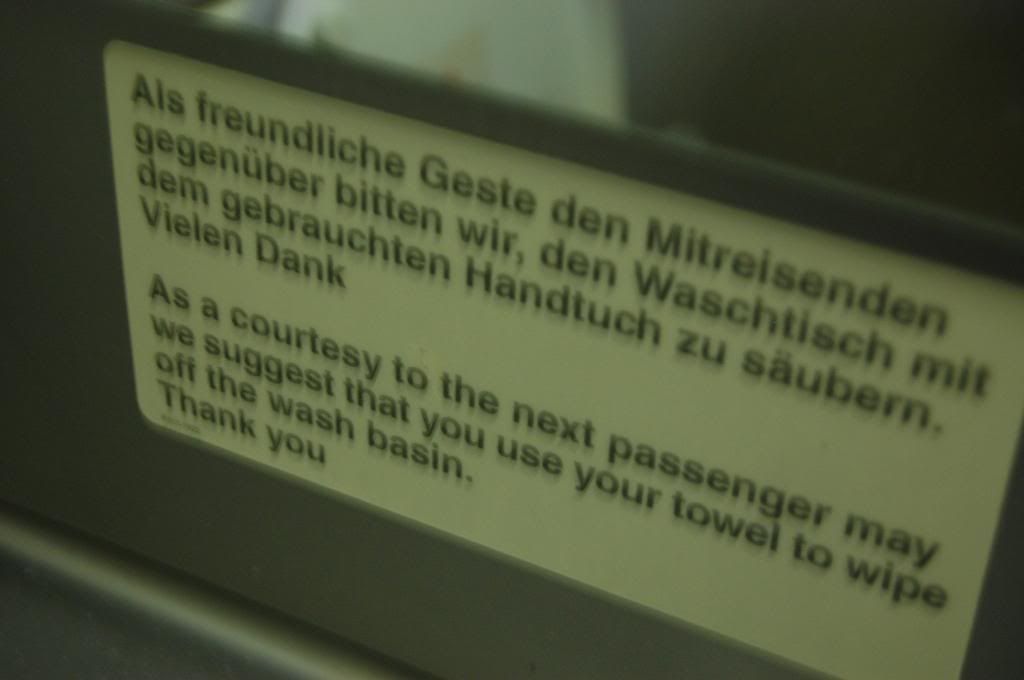 Als freundliche Geste den Mitreisenden
gegenüber bitten wir, den Waschtisch mit
dem gebrauchten Handtuch zu säubern.
Vielen Dank
As a courtesy to the next passenger may
we suggest that you use your towel to wipe
off the wash basin.
Thank you